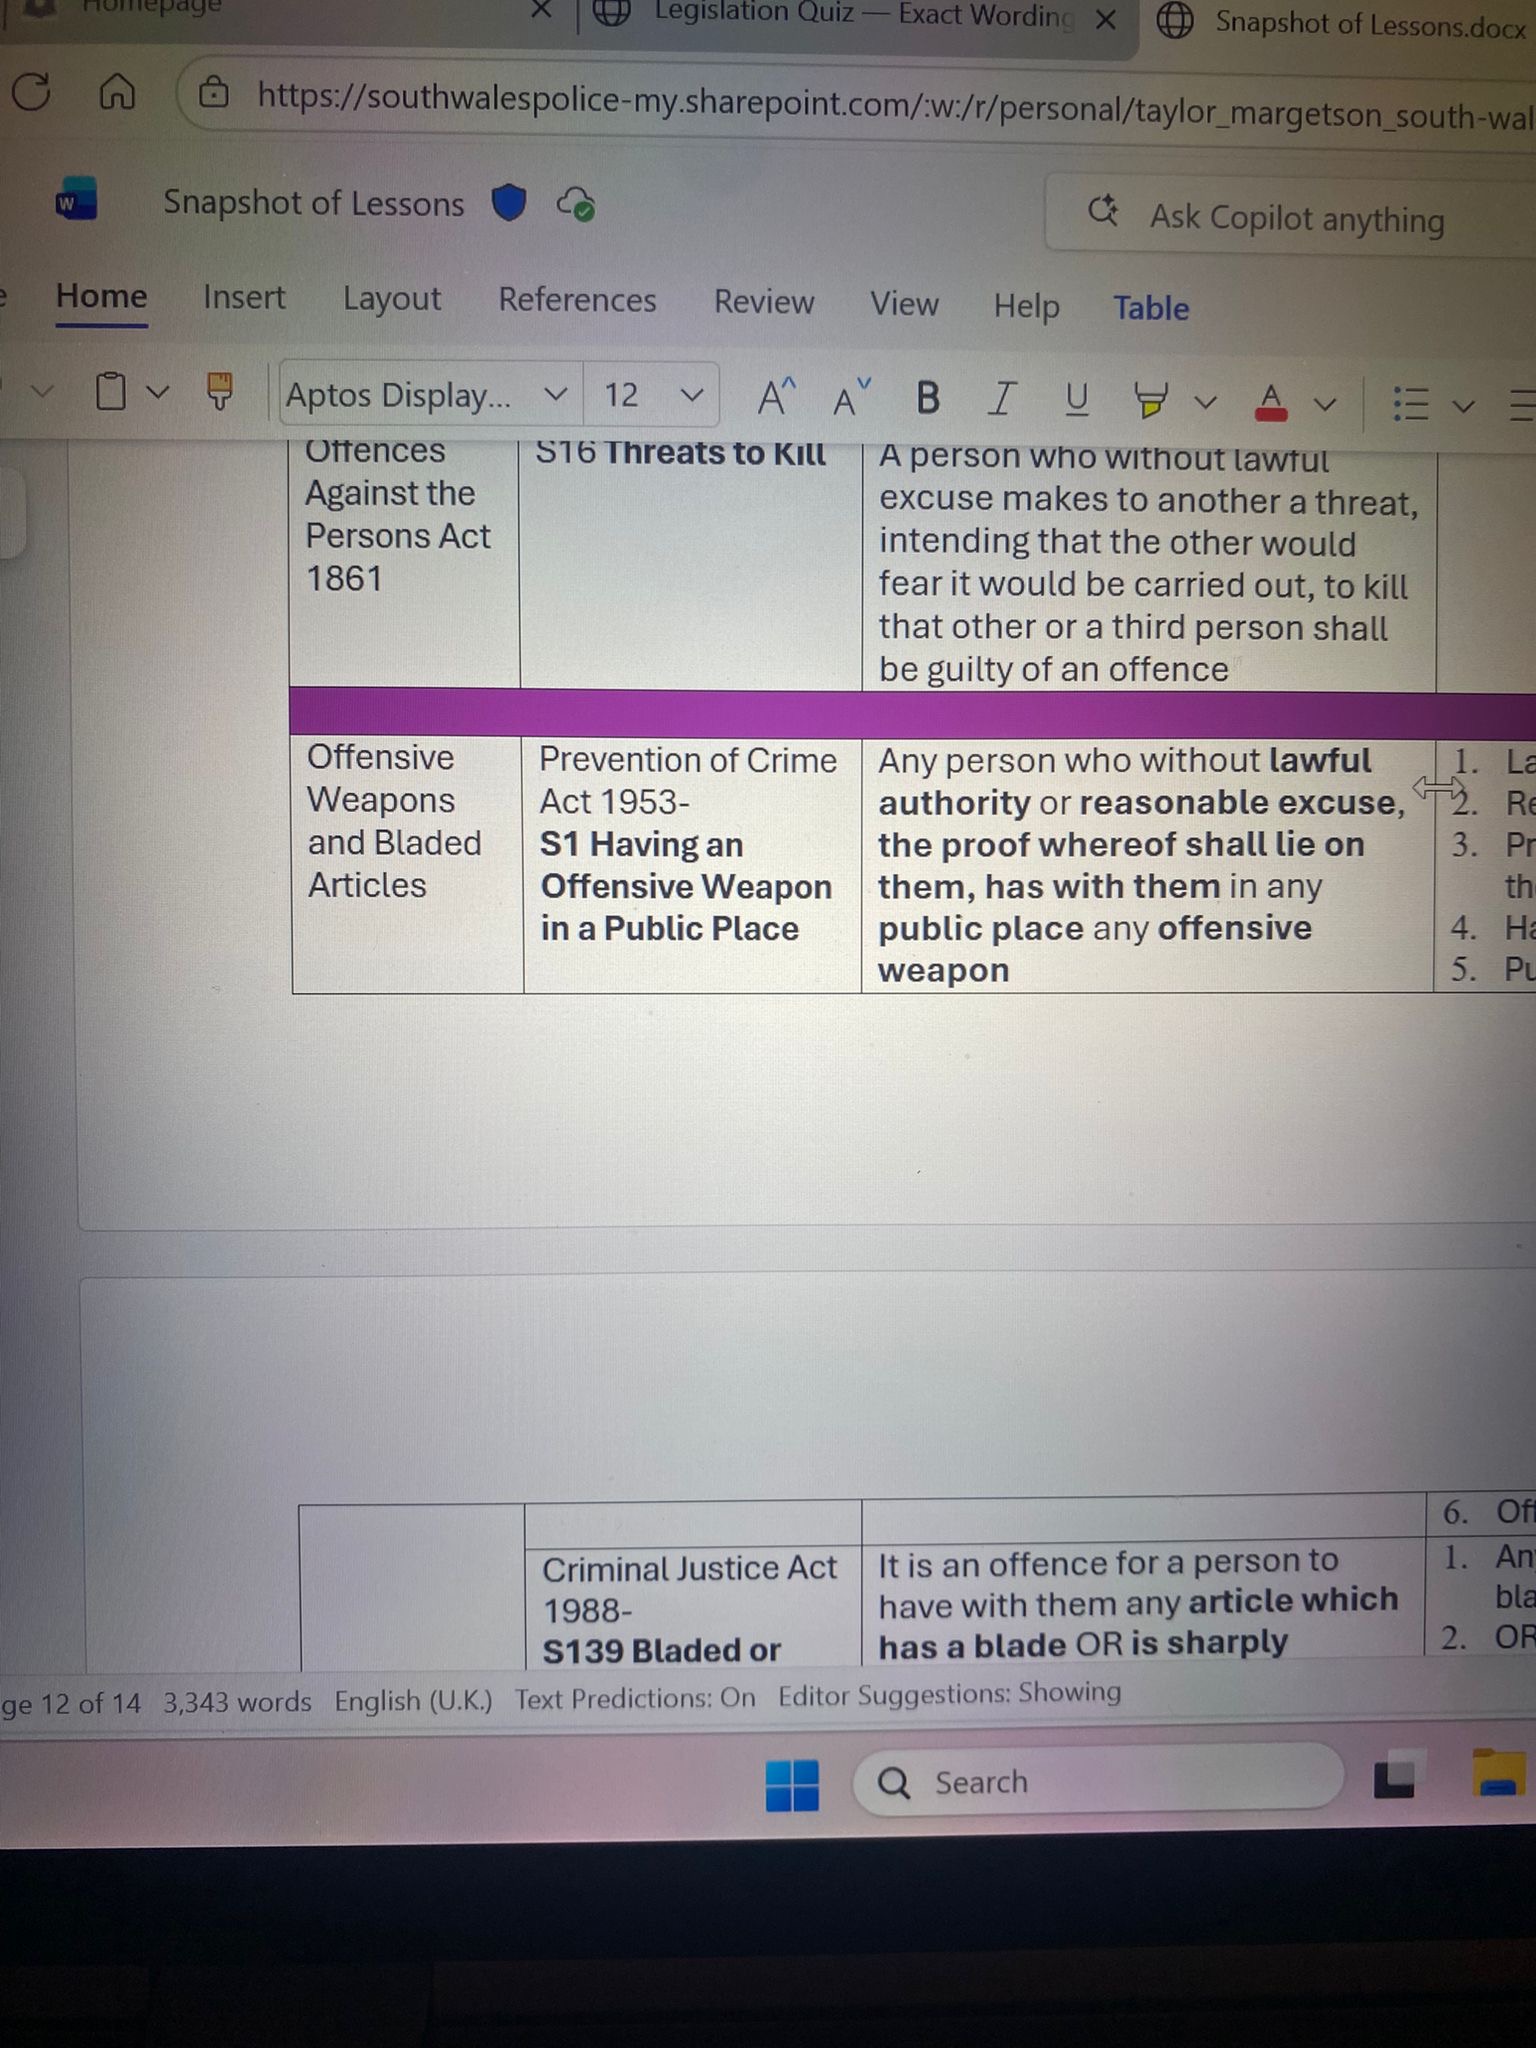 Homepage
Legislation Quiz — Exact Wording
Snapshot of Lessons.docx
https://southwalespolice-my.sharepoint.com/:w:/r/personal/taylor_margetson_south-wal
W
Snapshot of Lessons
Ask Copilot anything
e Home Insert Layout References Review View Help Table
Aptos Display... 12 A A B I U A
Offences
Against the
Persons Act
1861
S16 Threats to Kill
A person who without lawful
excuse makes to another a threat,
intending that the other would
fear it would be carried out, to kill
that other or a third person shall
be guilty of an offence
Offensive
Weapons
and Bladed
Articles
Prevention of Crime
Act 1953-
S1 Having an
Offensive Weapon
in a Public Place
Any person who without lawful
authority or reasonable excuse,
the proof whereof shall lie on
them, has with them in any
public place any offensive
weapon
1. La
2. Re
3. Pr
the
4. Ha
5. Pu
6. Off
Criminal Justice Act
1988-
S139 Bladed or
It is an offence for a person to
have with them any article which
has a blade OR is sharply
1. Any
bla
2. OR
ge 12 of 14 3,343 words English (U.K.) Text Predictions: On Editor Suggestions: Showing
Search